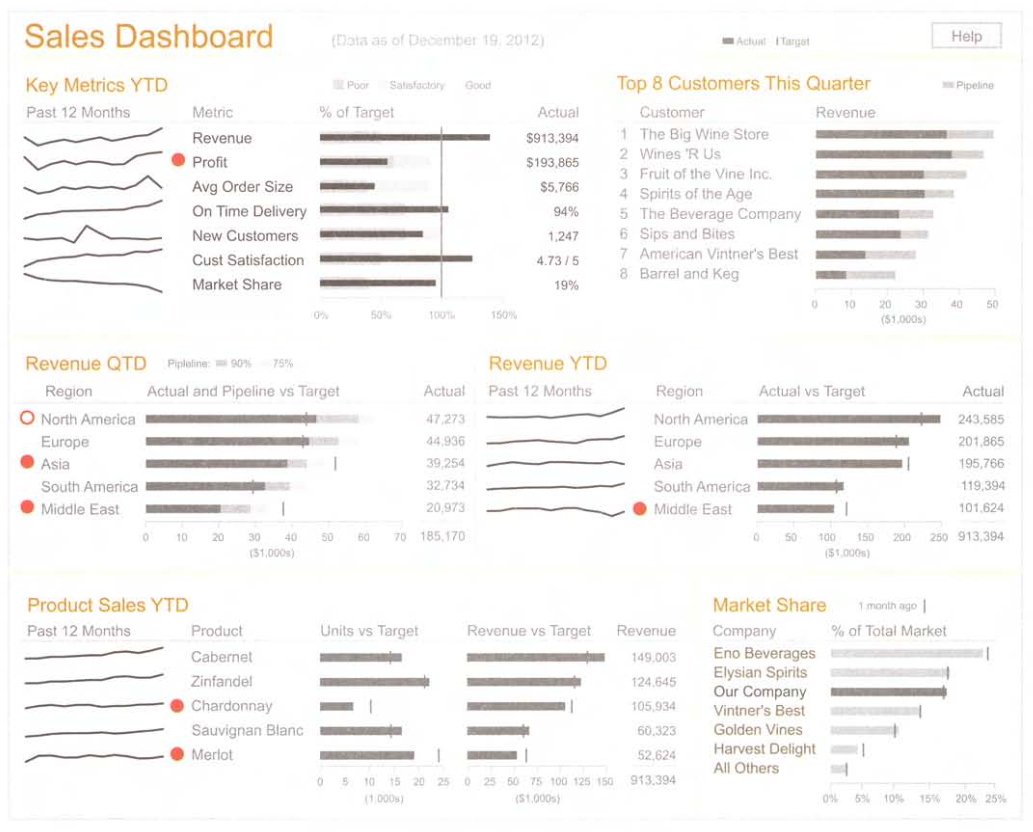 Sales Dashboard (Data as of December 19, 2012) Actual Target Help
Key Metrics YTD Poor Satisfactory Good
Past 12 Months Metric % of Target Actual
Revenue $913,394
Profit $193,865
Avg Order Size $5,766
On Time Delivery 94%
New Customers 1,247
Cust Satisfaction 4.73 / 5
Market Share 19%
0% 50% 100% 150%
Top 8 Customers This Quarter Pipeline
Customer Revenue
1 The Big Wine Store
2 Wines 'R Us
3 Fruit of the Vine Inc.
4 Spirits of the Age
5 The Beverage Company
6 Sips and Bites
7 American Vintner's Best
8 Barrel and Keg
0 10 20 30 40 50
($1,000s)
Revenue QTD Pipleline: 90% 75%
Region Actual and Pipeline vs Target Actual
North America 47,273
Europe 44,936
Asia 39,254
South America 32,734
Middle East 20,973
0 10 20 30 40 50 60 70 185,170
($1,000s)
Revenue YTD
Past 12 Months Region Actual vs Target Actual
North America 243,585
Europe 201,865
Asia 195,766
South America 119,394
Middle East 101,624
0 50 100 150 200 250 913,394
($1,000s)
Product Sales YTD
Past 12 Months Product Units vs Target Revenue vs Target Revenue
Cabernet 149,003
Zinfandel 124,645
Chardonnay 105,934
Sauvignan Blanc 60,323
Merlot 52,624
0 5 10 15 20 25 0 25 50 75 100 125 150 913,394
(1,000s) ($1,000s)
Market Share 1 month ago
Company % of Total Market
Eno Beverages
Elysian Spirits
Our Company
Vintner's Best
Golden Vines
Harvest Delight
All Others
0% 5% 10% 15% 20% 25%